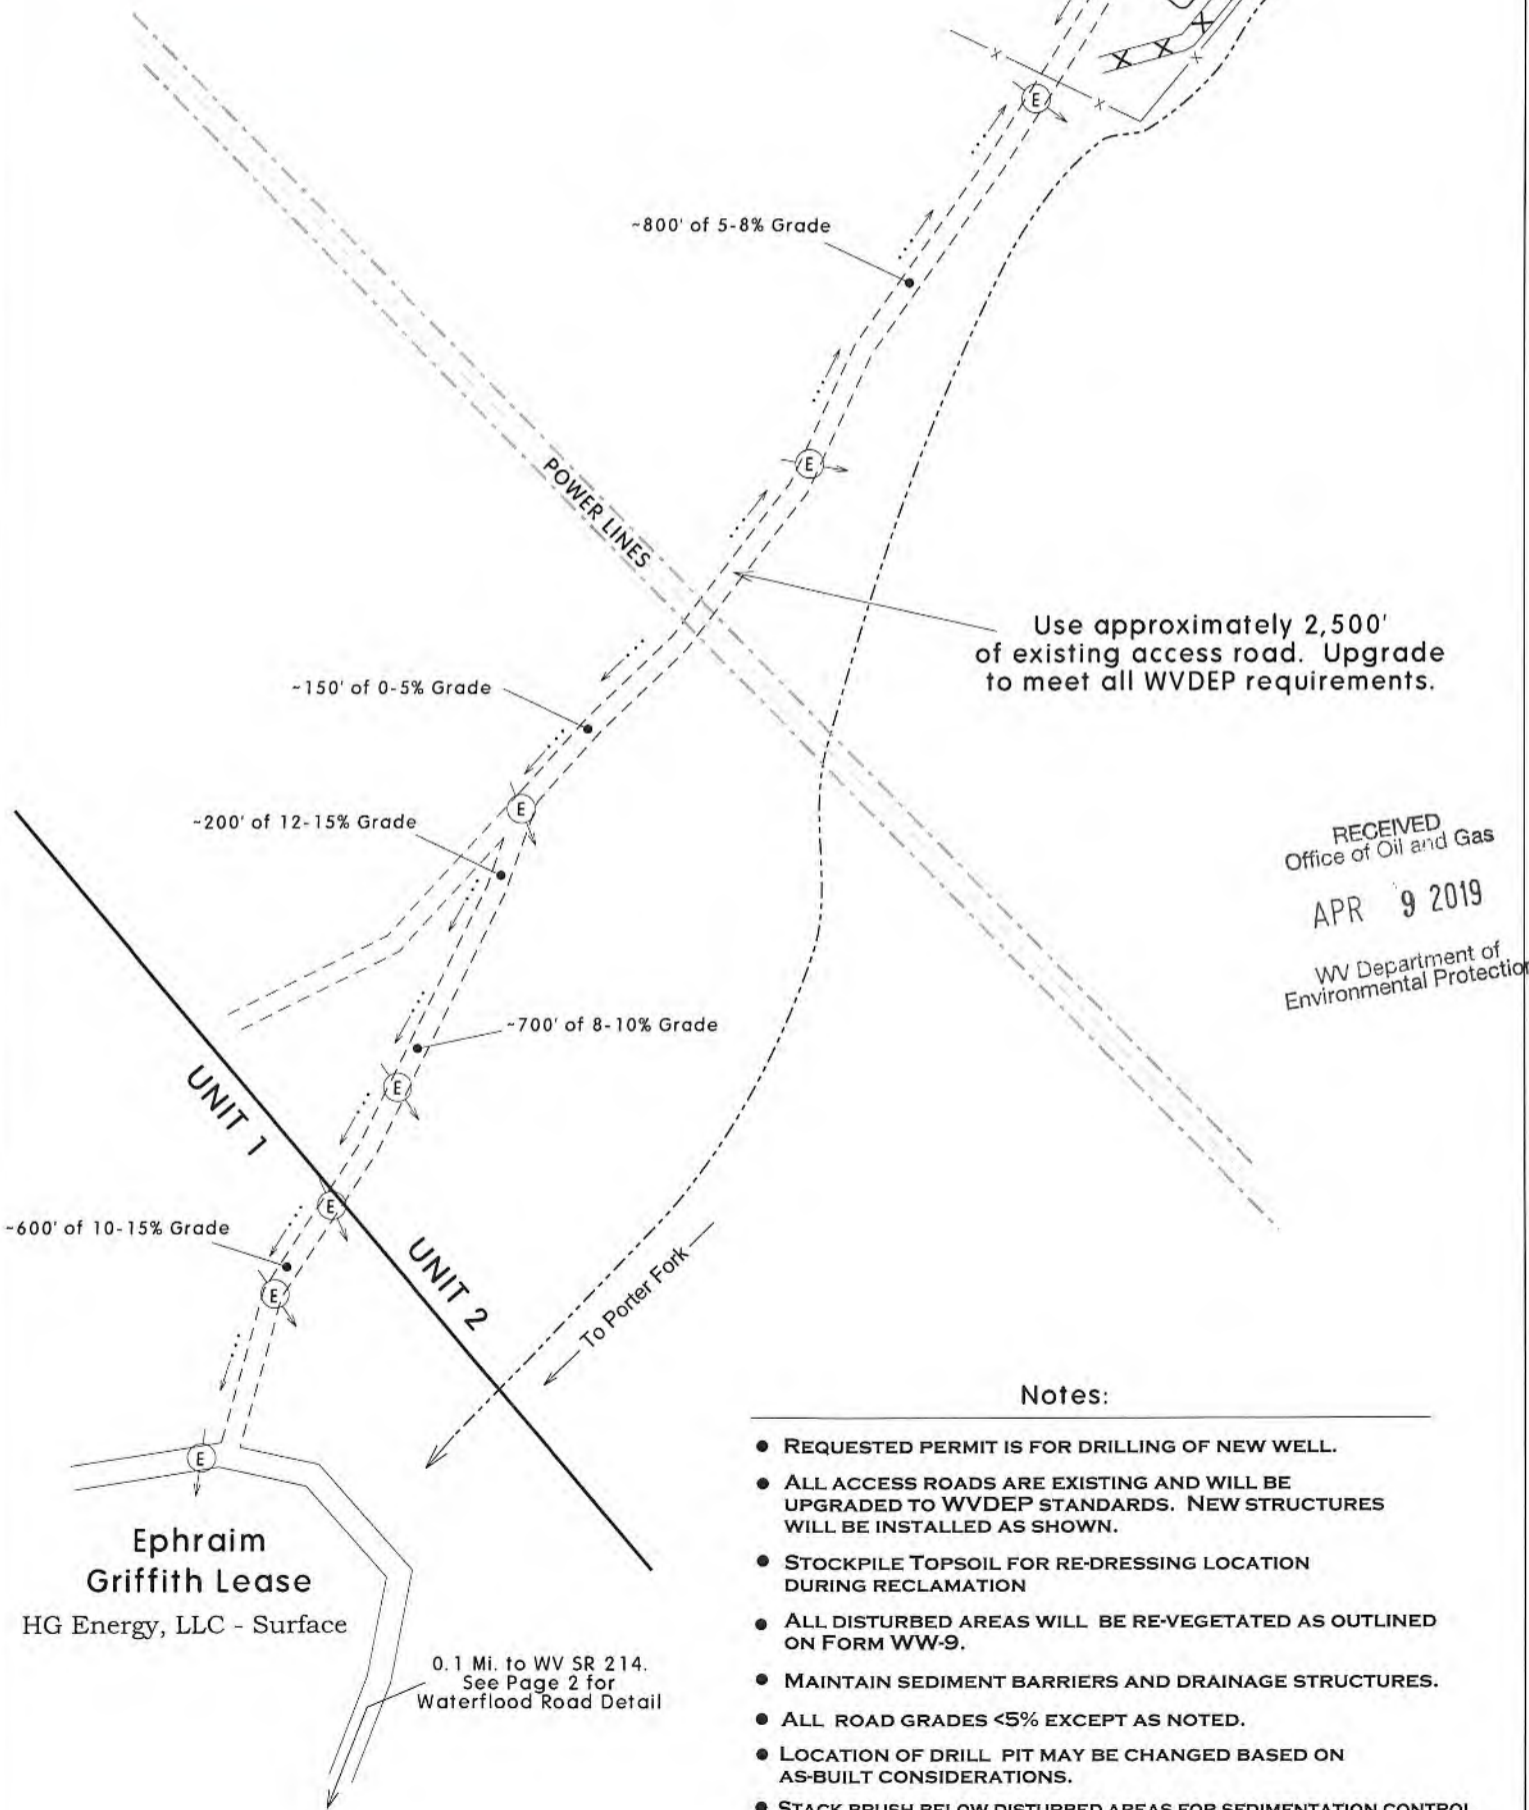 ~800' of 5-8% Grade
E
E
POWER LINES
Use approximately 2,500'
of existing access road. Upgrade
to meet all WVDEP requirements.
~150' of 0-5% Grade
E
~200' of 12-15% Grade
RECEIVED
Office of Oil and Gas
APR 9 2019
WV Department of
Environmental Protection
~700' of 8-10% Grade
E
UNIT 1
E
~600' of 10-15% Grade
UNIT 2
E
To Porter Fork
E
Ephraim
Griffith Lease
HG Energy, LLC - Surface
0.1 Mi. to WV SR 214.
See Page 2 for
Waterflood Road Detail
Notes:
• REQUESTED PERMIT IS FOR DRILLING OF NEW WELL.
• ALL ACCESS ROADS ARE EXISTING AND WILL BE
UPGRADED TO WVDEP STANDARDS. NEW STRUCTURES
WILL BE INSTALLED AS SHOWN.
• STOCKPILE TOPSOIL FOR RE-DRESSING LOCATION
DURING RECLAMATION
• ALL DISTURBED AREAS WILL BE RE-VEGETATED AS OUTLINED
ON FORM WW-9.
• MAINTAIN SEDIMENT BARRIERS AND DRAINAGE STRUCTURES.
• ALL ROAD GRADES <5% EXCEPT AS NOTED.
• LOCATION OF DRILL PIT MAY BE CHANGED BASED ON
AS-BUILT CONSIDERATIONS.
• STACK BRUSH BELOW DISTURBED AREAS FOR SEDIMENTATION CONTROL